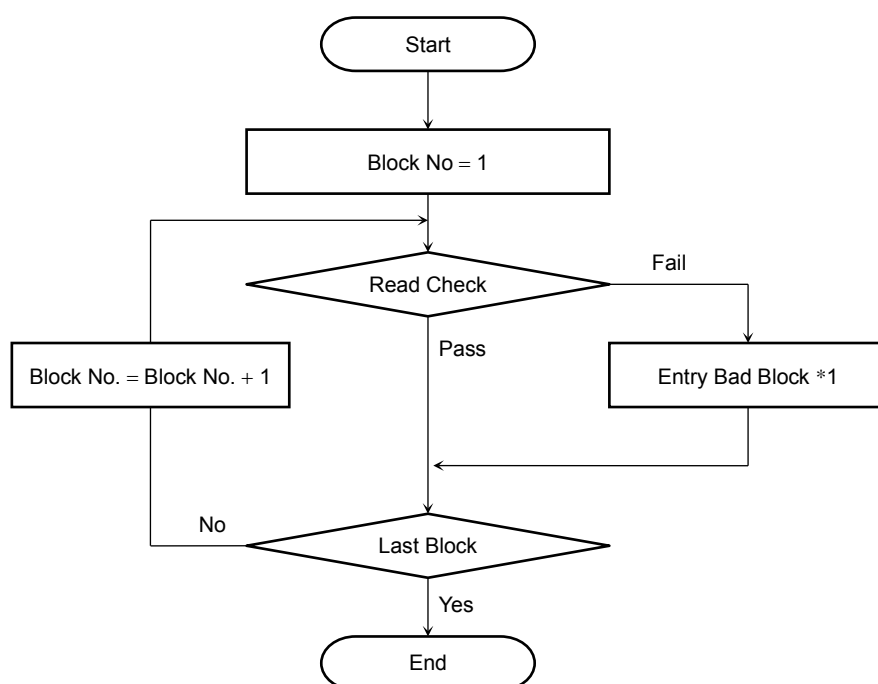 Start
Block No = 1
Read Check
Fail
Pass
Block No. = Block No. + 1
Entry Bad Block *1
No
Last Block
Yes
End